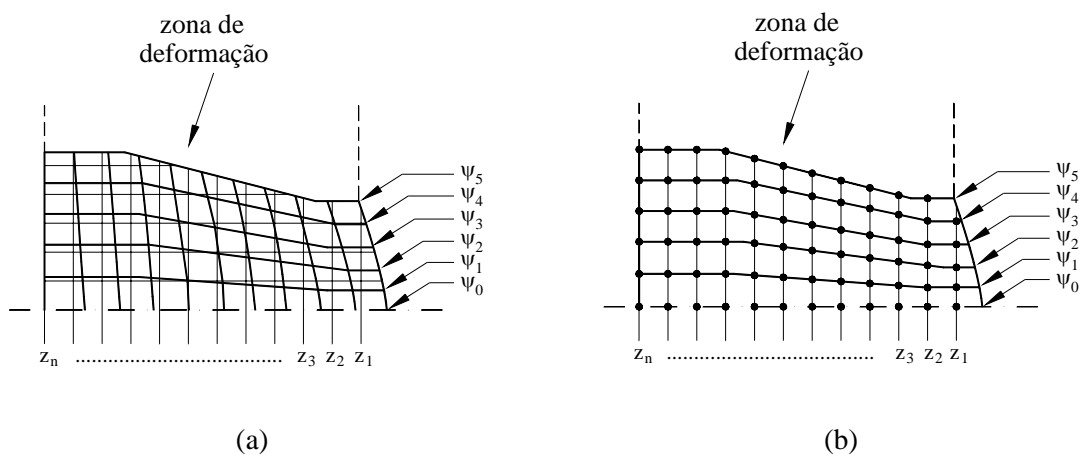 zona de
deformação
ψ5
ψ4
ψ3
ψ2
ψ1
ψ0
zn ........................................ z3 z2 z1
(a)
zona de
deformação
ψ5
ψ4
ψ3
ψ2
ψ1
ψ0
zn ........................................ z3 z2 z1
(b)